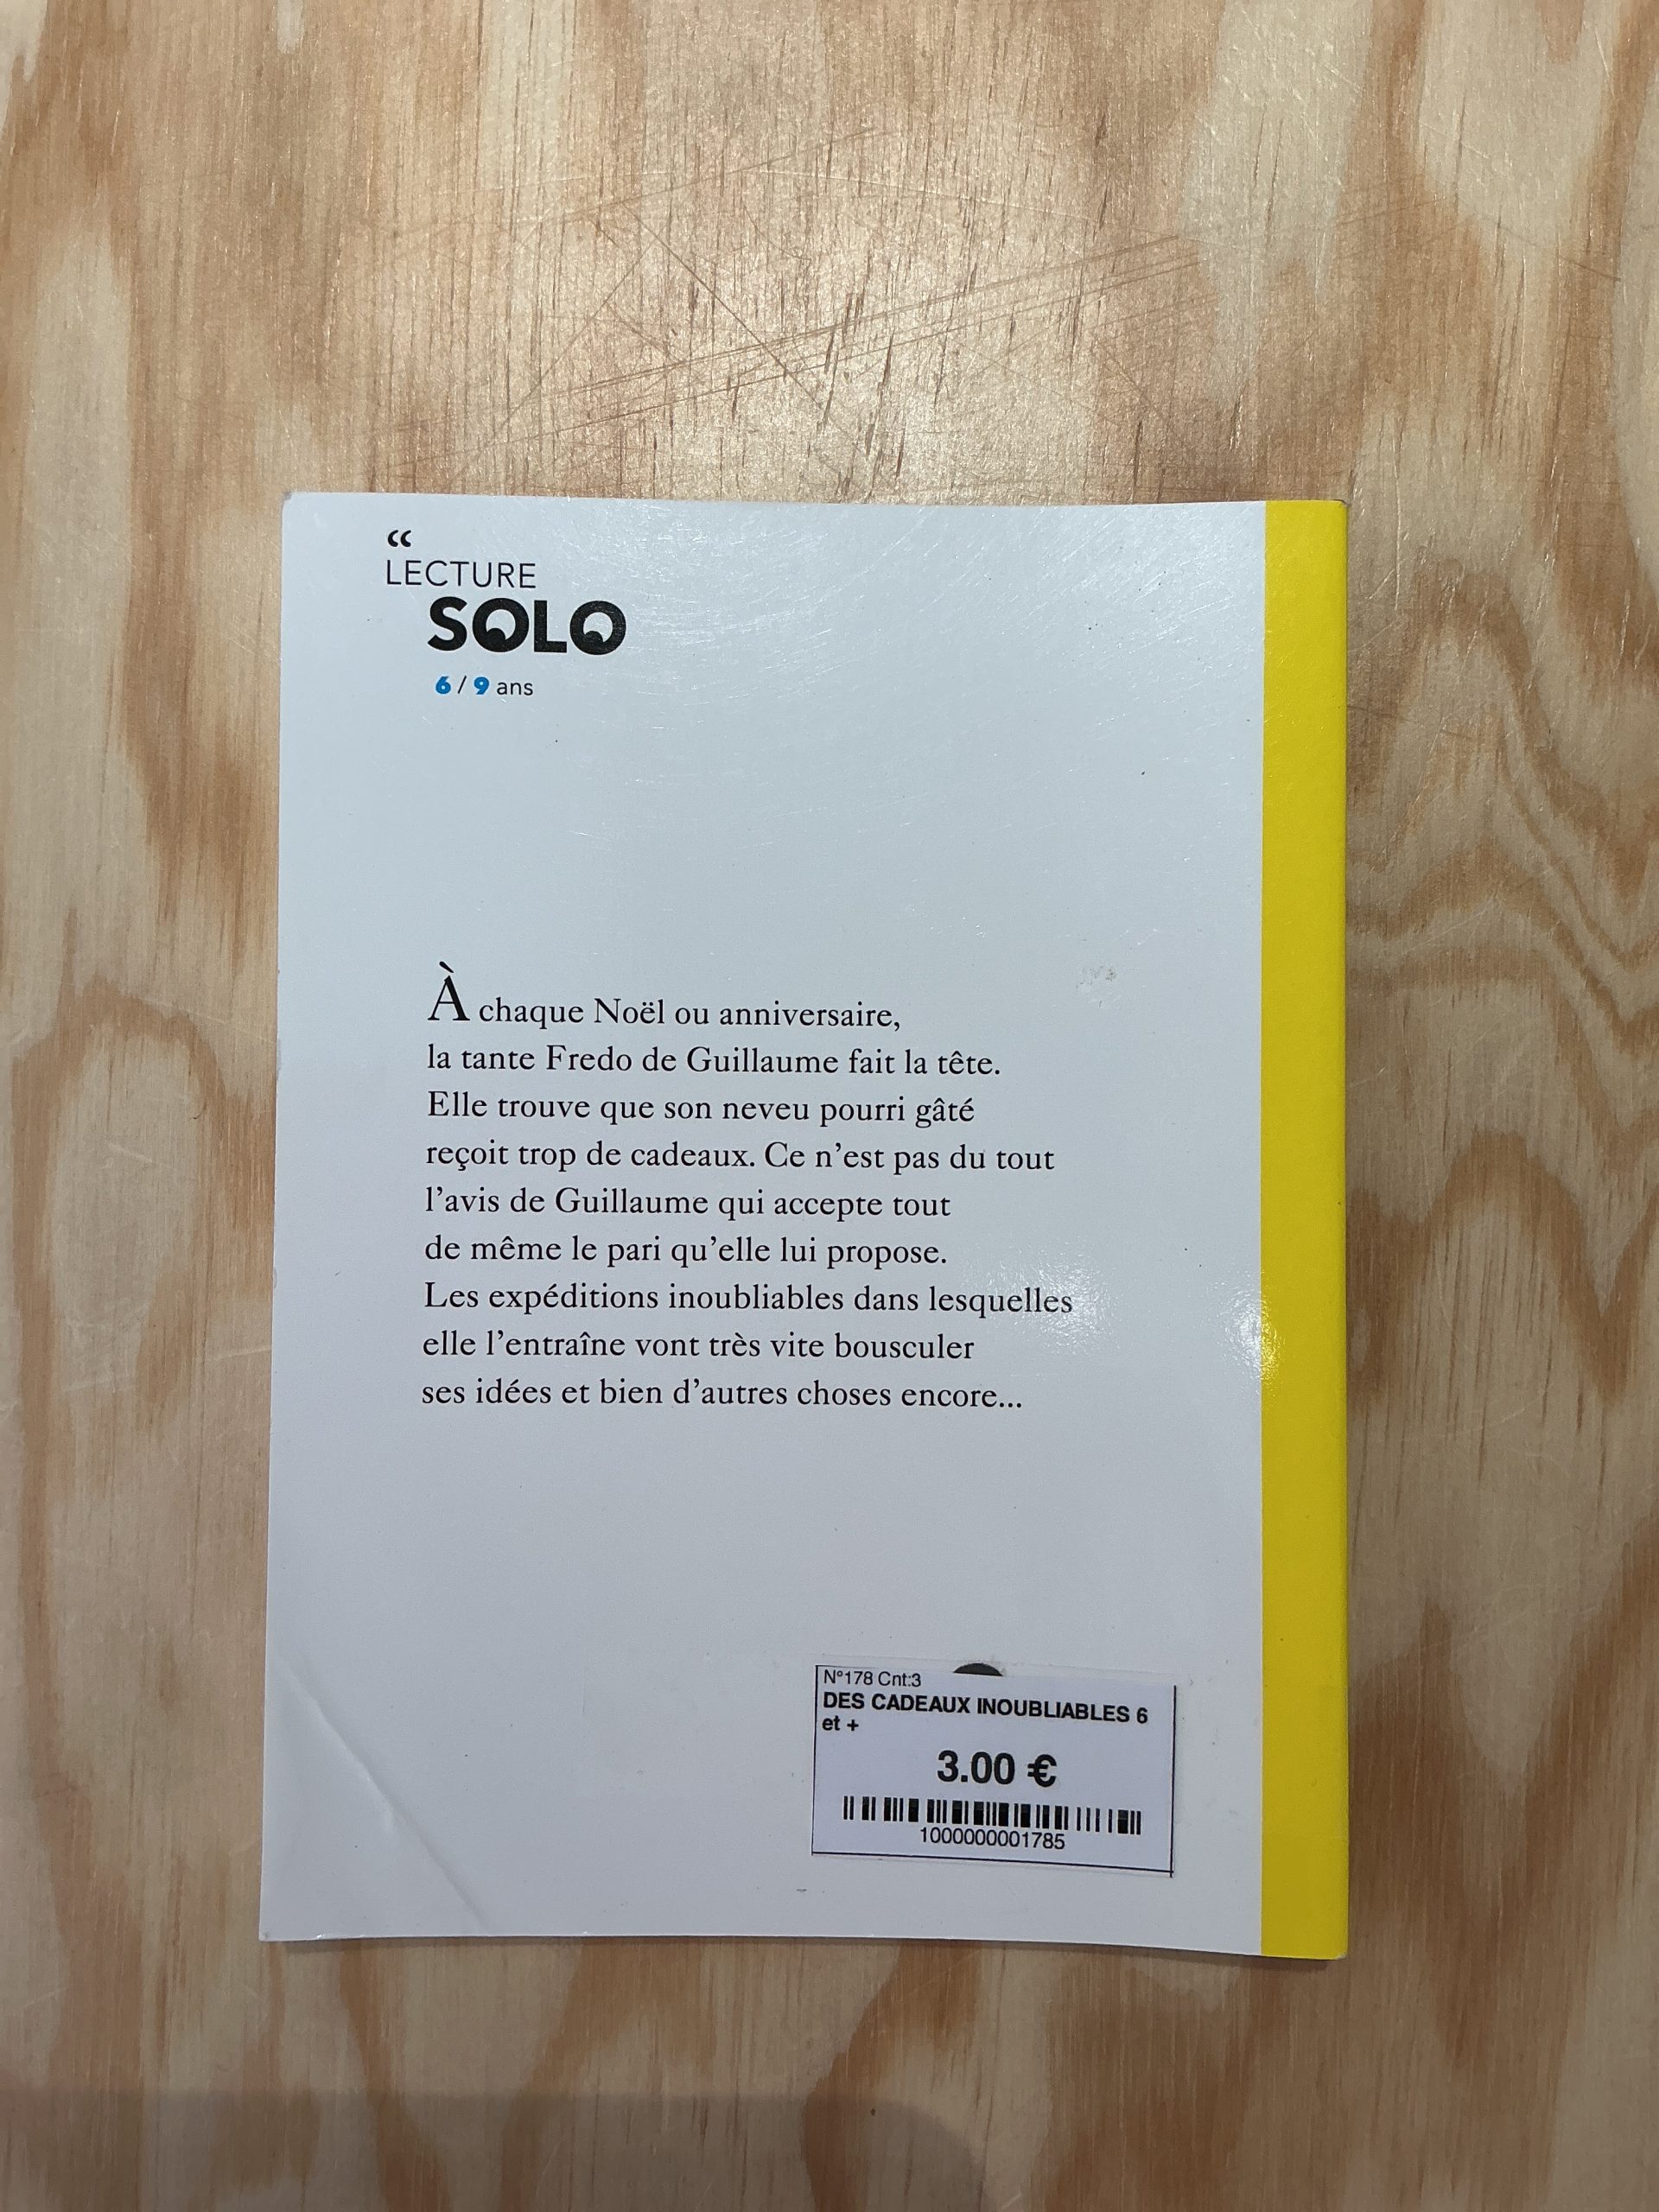 “
LECTURE
SOLO
6 / 9 ans
À chaque Noël ou anniversaire,
la tante Fredo de Guillaume fait la tête.
Elle trouve que son neveu pourri gâté
reçoit trop de cadeaux. Ce n’est pas du tout
l’avis de Guillaume qui accepte tout
de même le pari qu’elle lui propose.
Les expéditions inoubliables dans lesquelles
elle l’entraîne vont très vite bousculer
ses idées et bien d’autres choses encore...
N°178 Cnt:3
DES CADEAUX INOUBLIABLES 6
et +
3.00 €
1000000001785